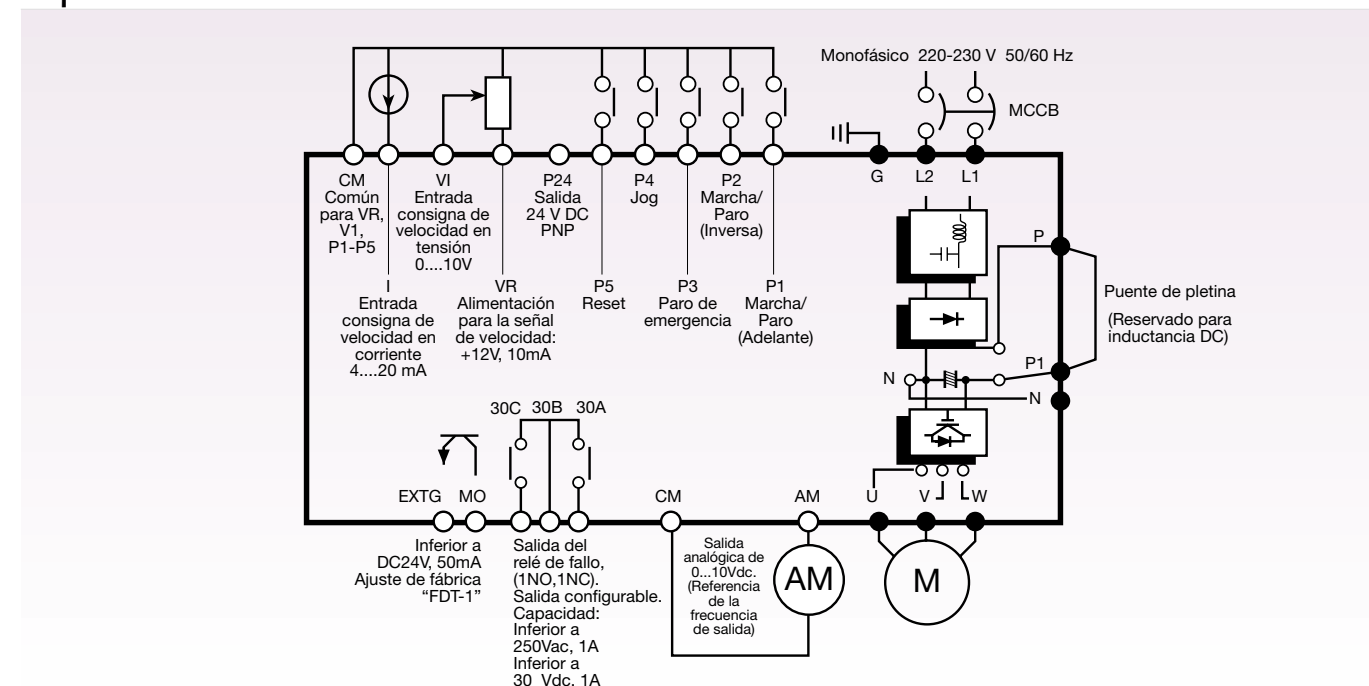 Monofásico 220-230 V 50/60 Hz
MCCB
CM
Común
para VR,
V1,
P1-P5
VI
Entrada
consigna de
velocidad en
tensión
0....10V
P24
Salida
24 V DC
PNP
P4
Jog
P2
Marcha/
Paro
(Inversa)
G
L2
L1
I
Entrada
consigna de
velocidad en
corriente
4....20 mA
VR
Alimentación
para la señal
de velocidad:
+12V, 10mA
P5
Reset
P3
Paro de
emergencia
P1
Marcha/
Paro
(Adelante)
P
Puente de pletina
(Reservado para
inductancia DC)
P1
N
N
30C 30B 30A
EXTG MO
CM
AM
U
V
W
Inferior a
DC24V, 50mA
Ajuste de fábrica
“FDT-1”
Salida del
relé de fallo,
(1NO,1NC).
Salida configurable.
Capacidad:
Inferior a
250Vac, 1A
Inferior a
30 Vdc, 1A
Salida
analógica de
0...10Vdc.
(Referencia
de la
frecuencia
de salida)
AM
M